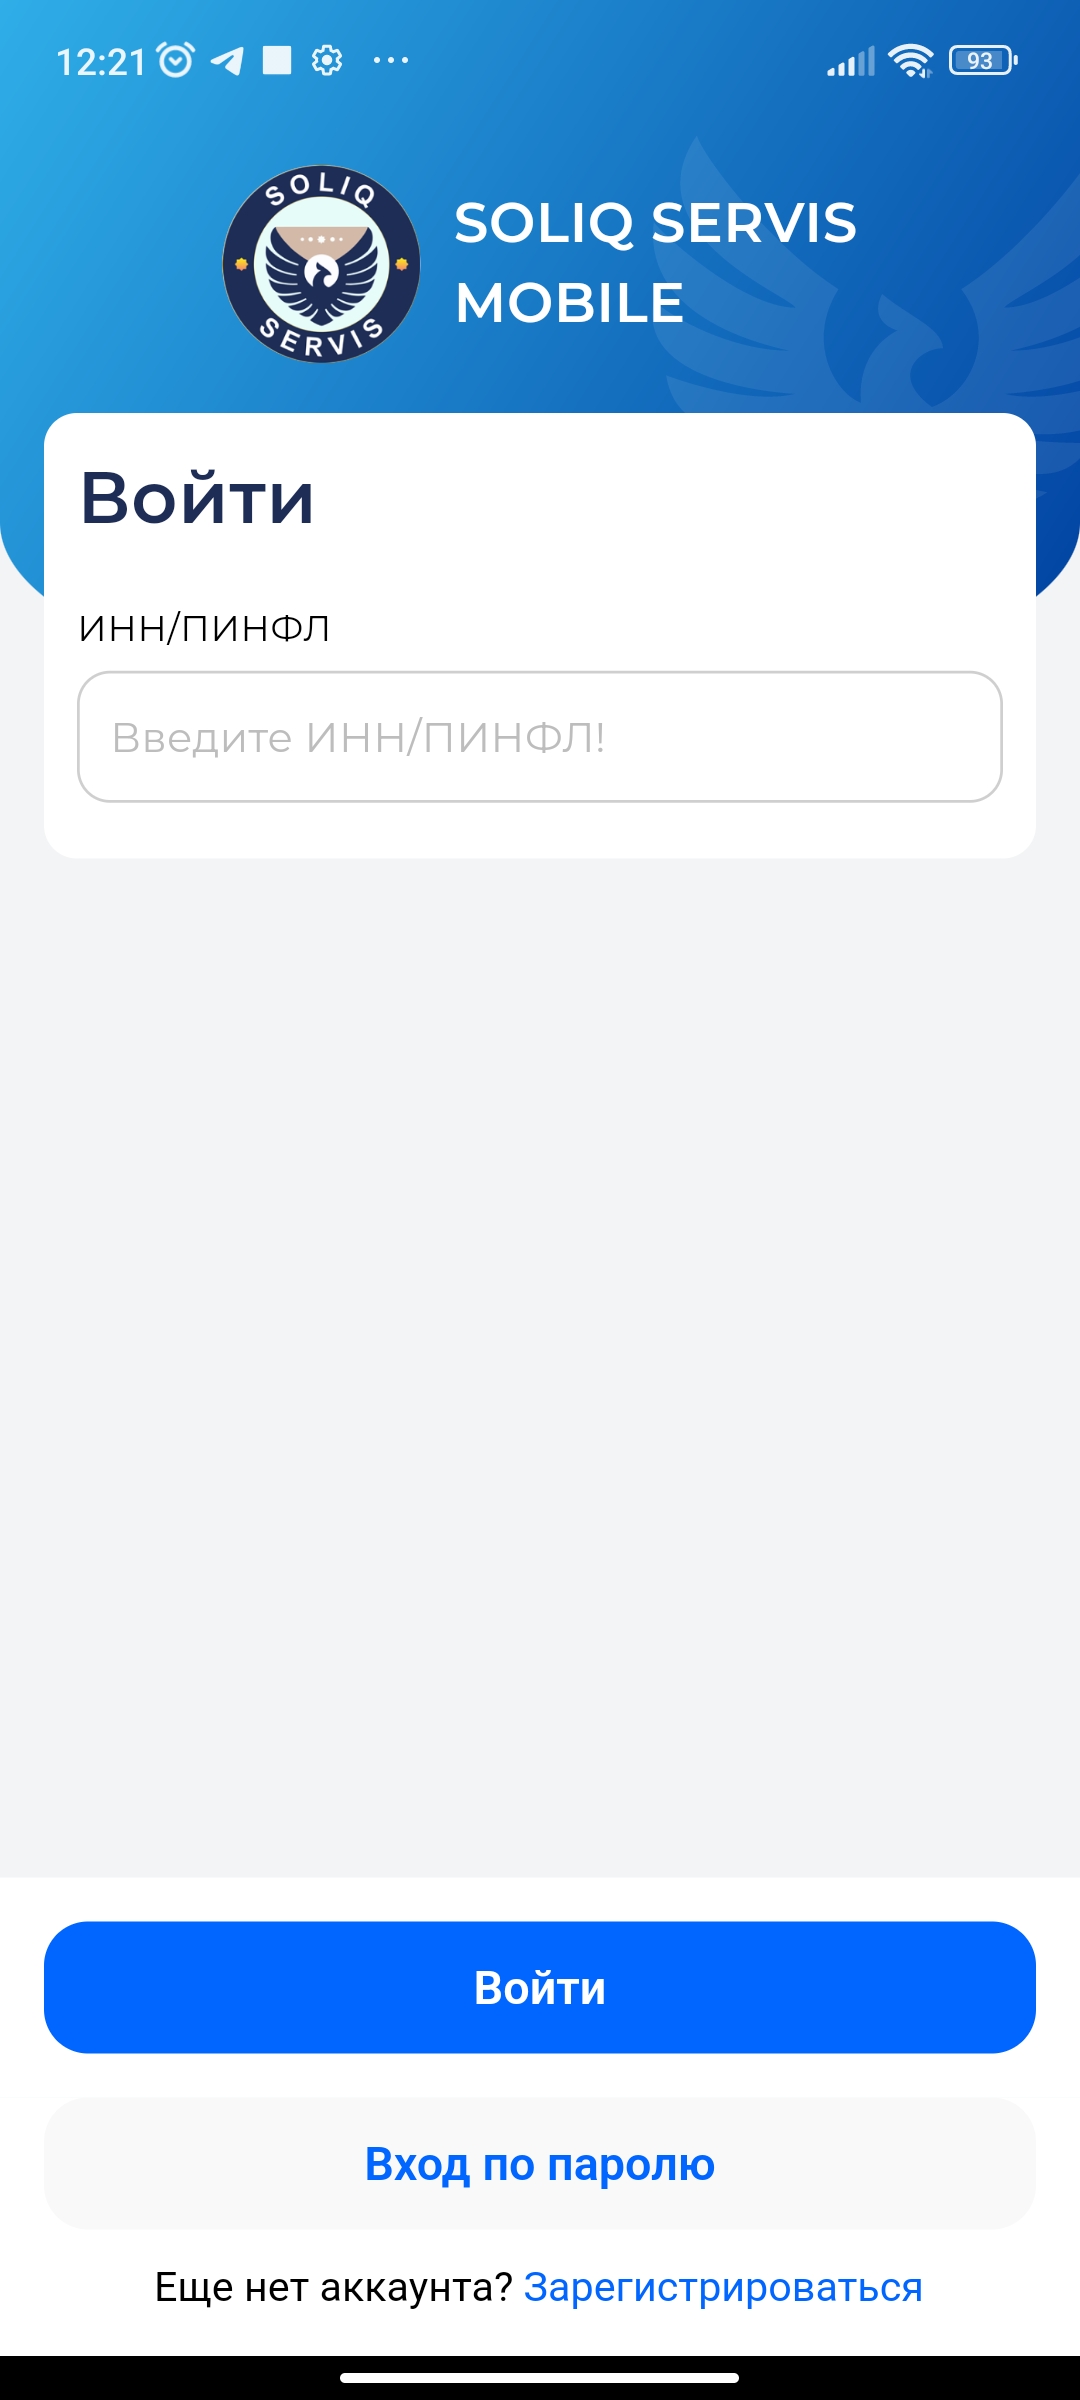 12:21
93
SOLIQ
SERVIS
SOLIQ SERVIS
MOBILE
Войти
ИНН/ПИНФЛ
Введите ИНН/ПИНФЛ!
Войти
Вход по паролю
Еще нет аккаунта? Зарегистрироваться